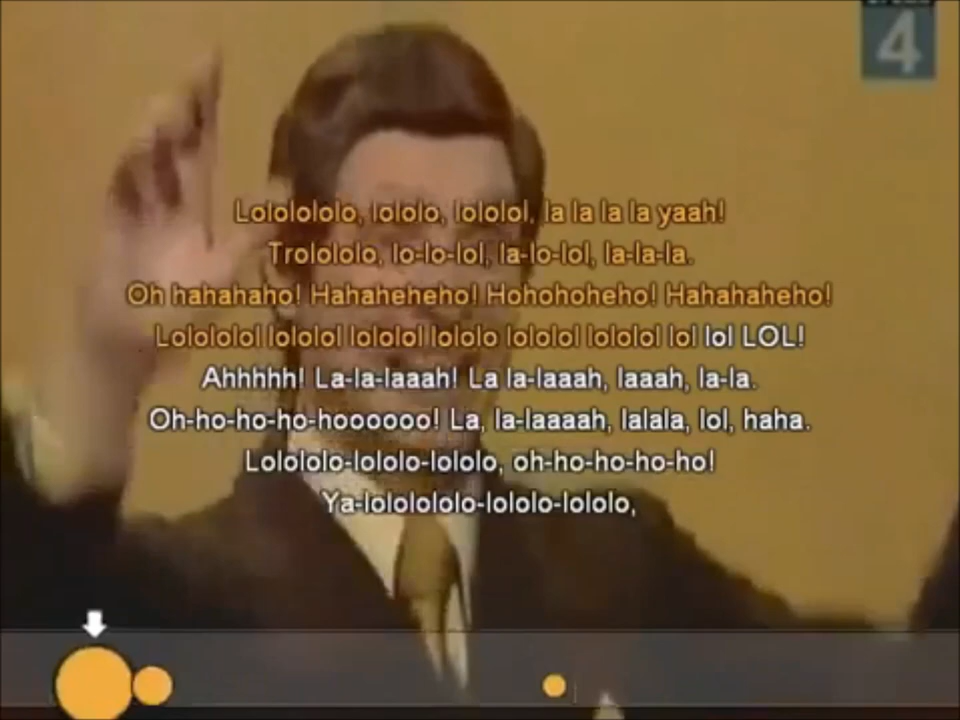 4
Lololololo, lololo, lololol, la la la la yaah!
Trolololo, lo-lo-lol, la-lo-lol, la-la-la.
Oh hahahaho! Hahaheheho! Hohohoheho! Hahahaheho!
Lolololol lololol lololol lololo lololol lololol lol lol LOL!
Ahhhhh! La-la-laaah! La la-laaah, laaah, la-la.
Oh-ho-ho-ho-hoooooo! La, la-laaaah, lalala, lol, haha.
Lolololo-lololo-lololo, oh-ho-ho-ho-ho!
Ya-lolololololo-lololo-lololo,